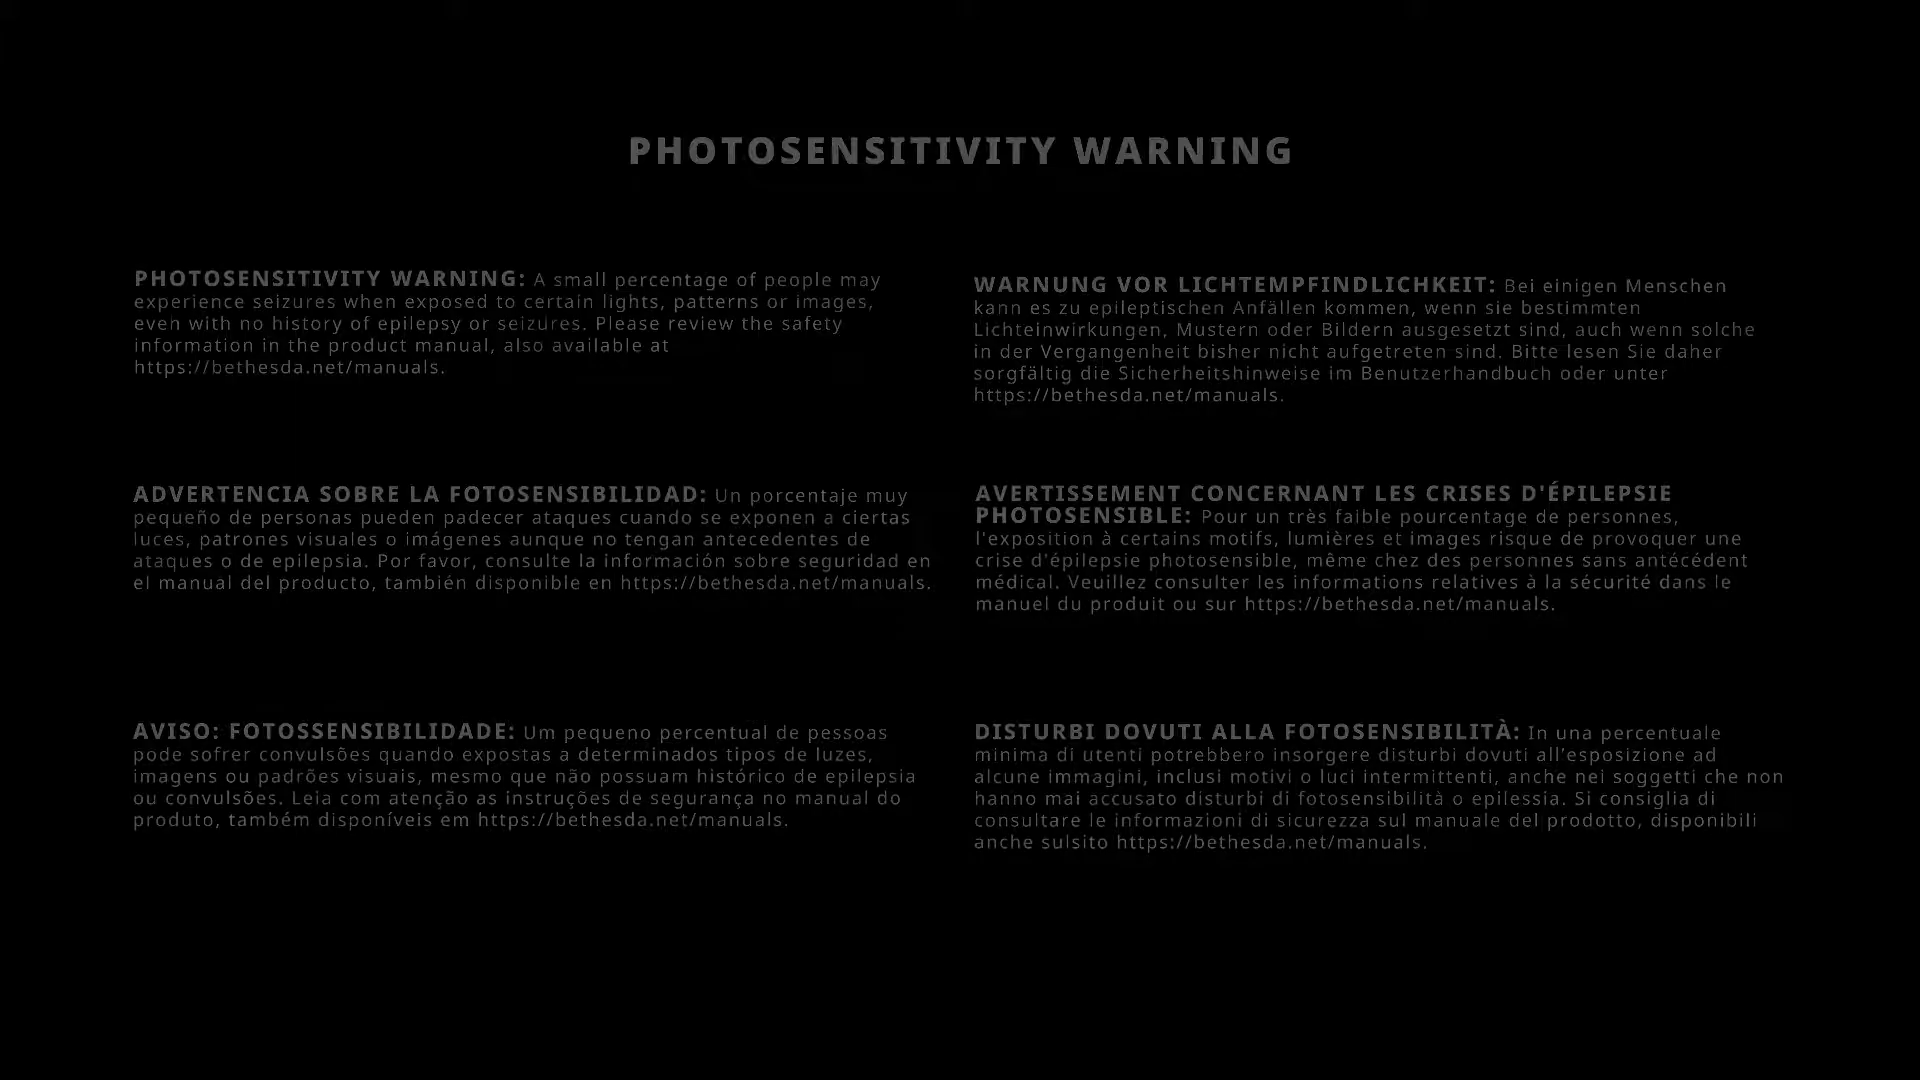 PHOTOSENSITIVITY WARNING
PHOTOSENSITIVITY WARNING: A small percentage of people may
experience seizures when exposed to certain lights, patterns or images,
even with no history of epilepsy or seizures. Please review the safety
information in the product manual, also available at
https://bethesda.net/manuals.
WARNUNG VOR LICHTEMPFINDLICHKEIT: Bei einigen Menschen
kann es zu epileptischen Anfällen kommen, wenn sie bestimmten
Lichteinwirkungen, Mustern oder Bildern ausgesetzt sind, auch wenn solche
in der Vergangenheit bisher nicht aufgetreten sind. Bitte lesen Sie daher
sorgfältig die Sicherheitshinweise im Benutzerhandbuch oder unter
https://bethesda.net/manuals.
ADVERTENCIA SOBRE LA FOTOSENSIBILIDAD: Un porcentaje muy
pequeño de personas pueden padecer ataques cuando se exponen a ciertas
luces, patrones visuales o imágenes aunque no tengan antecedentes de
ataques o de epilepsia. Por favor, consulte la información sobre seguridad en
el manual del producto, también disponible en https://bethesda.net/manuals.
AVERTISSEMENT CONCERNANT LES CRISES D'ÉPILEPSIE
PHOTOSENSIBLE: Pour un très faible pourcentage de personnes,
l'exposition à certains motifs, lumières et images risque de provoquer une
crise d'épilepsie photosensible, même chez des personnes sans antécédent
médical. Veuillez consulter les informations relatives à la sécurité dans le
manuel du produit ou sur https://bethesda.net/manuals.
AVISO: FOTOSSENSIBILIDADE: Um pequeno percentual de pessoas
pode sofrer convulsões quando expostas a determinados tipos de luzes,
imagens ou padrões visuais, mesmo que não possuam histórico de epilepsia
ou convulsões. Leia com atenção as instruções de segurança no manual do
produto, também disponíveis em https://bethesda.net/manuals.
DISTURBI DOVUTI ALLA FOTOSENSIBILITÀ: In una percentuale
minima di utenti potrebbero insorgere disturbi dovuti all'esposizione ad
alcune immagini, inclusi motivi o luci intermittenti, anche nei soggetti che non
hanno mai accusato disturbi di fotosensibilità o epilessia. Si consiglia di
consultare le informazioni di sicurezza sul manuale del prodotto, disponibili
anche sulsito https://bethesda.net/manuals.